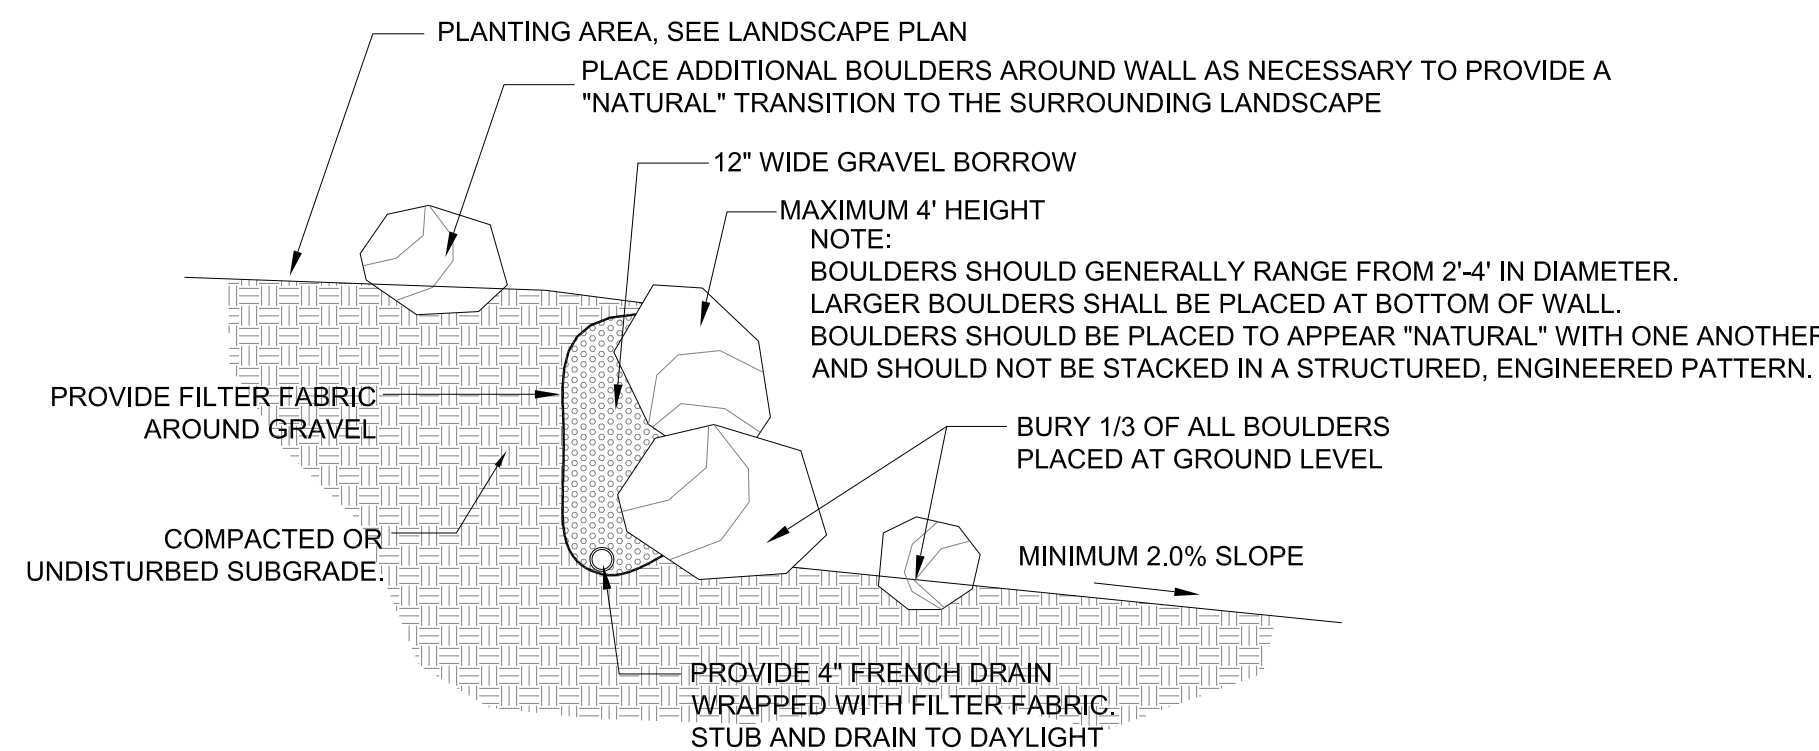 PLANTING AREA, SEE LANDSCAPE PLAN
PLACE ADDITIONAL BOULDERS AROUND WALL AS NECESSARY TO PROVIDE A
"NATURAL" TRANSITION TO THE SURROUNDING LANDSCAPE
12" WIDE GRAVEL BORROW
MAXIMUM 4' HEIGHT
NOTE:
BOULDERS SHOULD GENERALLY RANGE FROM 2'-4' IN DIAMETER.
LARGER BOULDERS SHALL BE PLACED AT BOTTOM OF WALL.
BOULDERS SHOULD BE PLACED TO APPEAR "NATURAL" WITH ONE ANOTHER
AND SHOULD NOT BE STACKED IN A STRUCTURED, ENGINEERED PATTERN.
PROVIDE FILTER FABRIC
AROUND GRAVEL
BURY 1/3 OF ALL BOULDERS
PLACED AT GROUND LEVEL
COMPACTED OR
UNDISTURBED SUBGRADE.
MINIMUM 2.0% SLOPE
PROVIDE 4" FRENCH DRAIN
WRAPPED WITH FILTER FABRIC.
STUB AND DRAIN TO DAYLIGHT